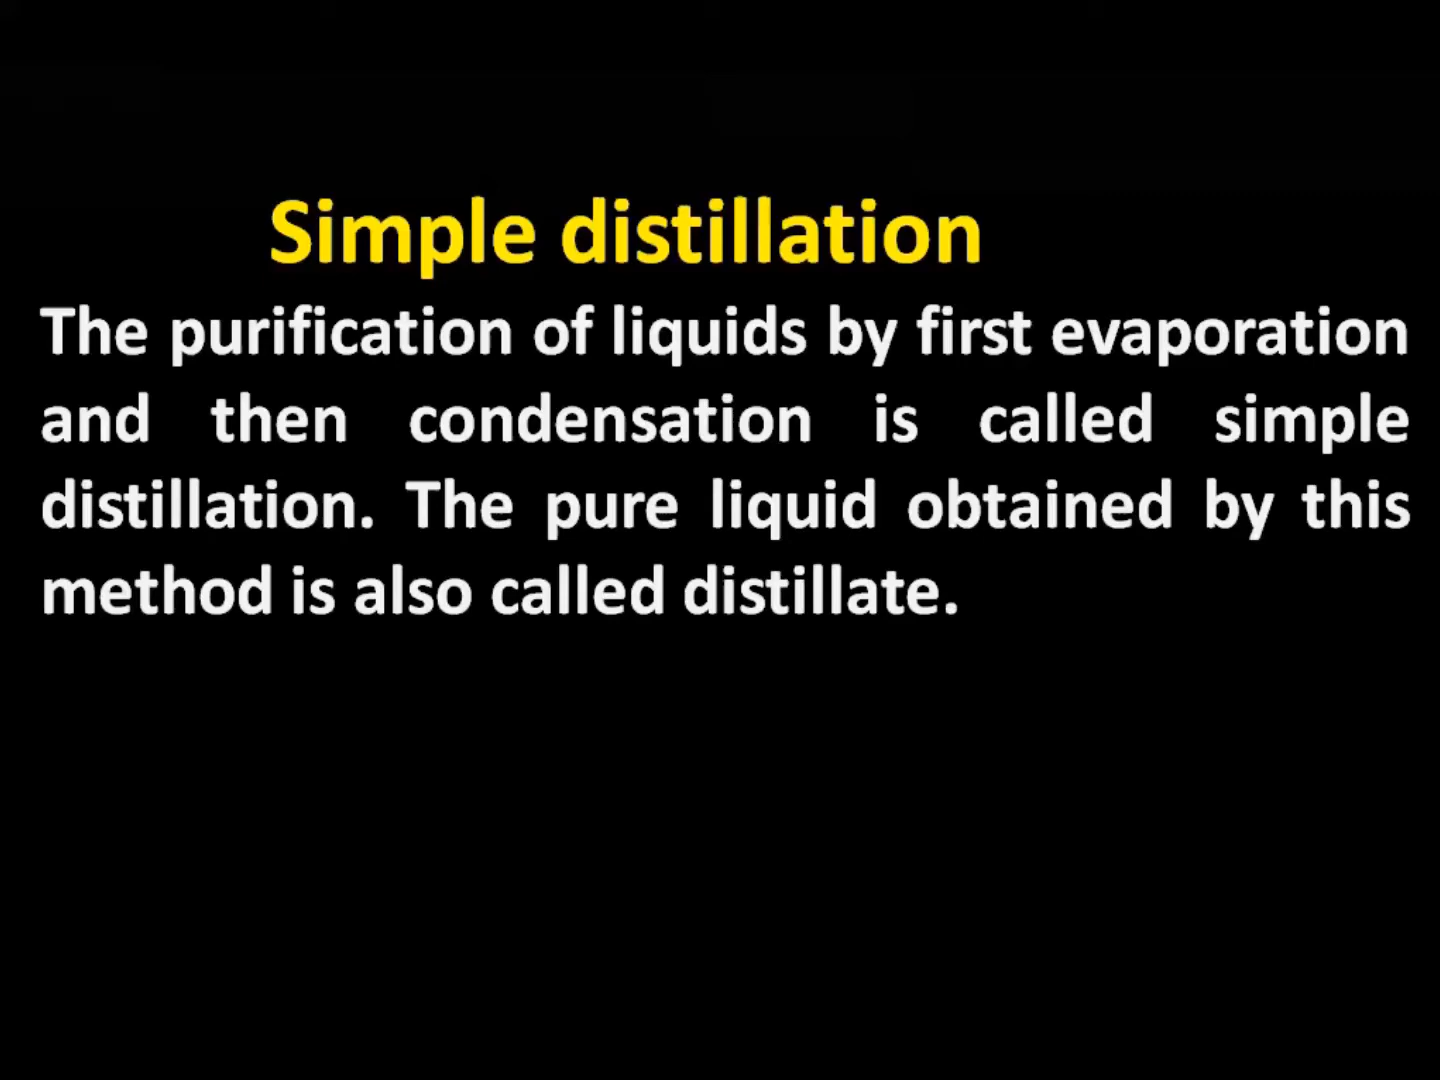 Simple distillation
The purification of liquids by first evaporation
and then condensation is called simple
distillation. The pure liquid obtained by this
method is also called distillate.